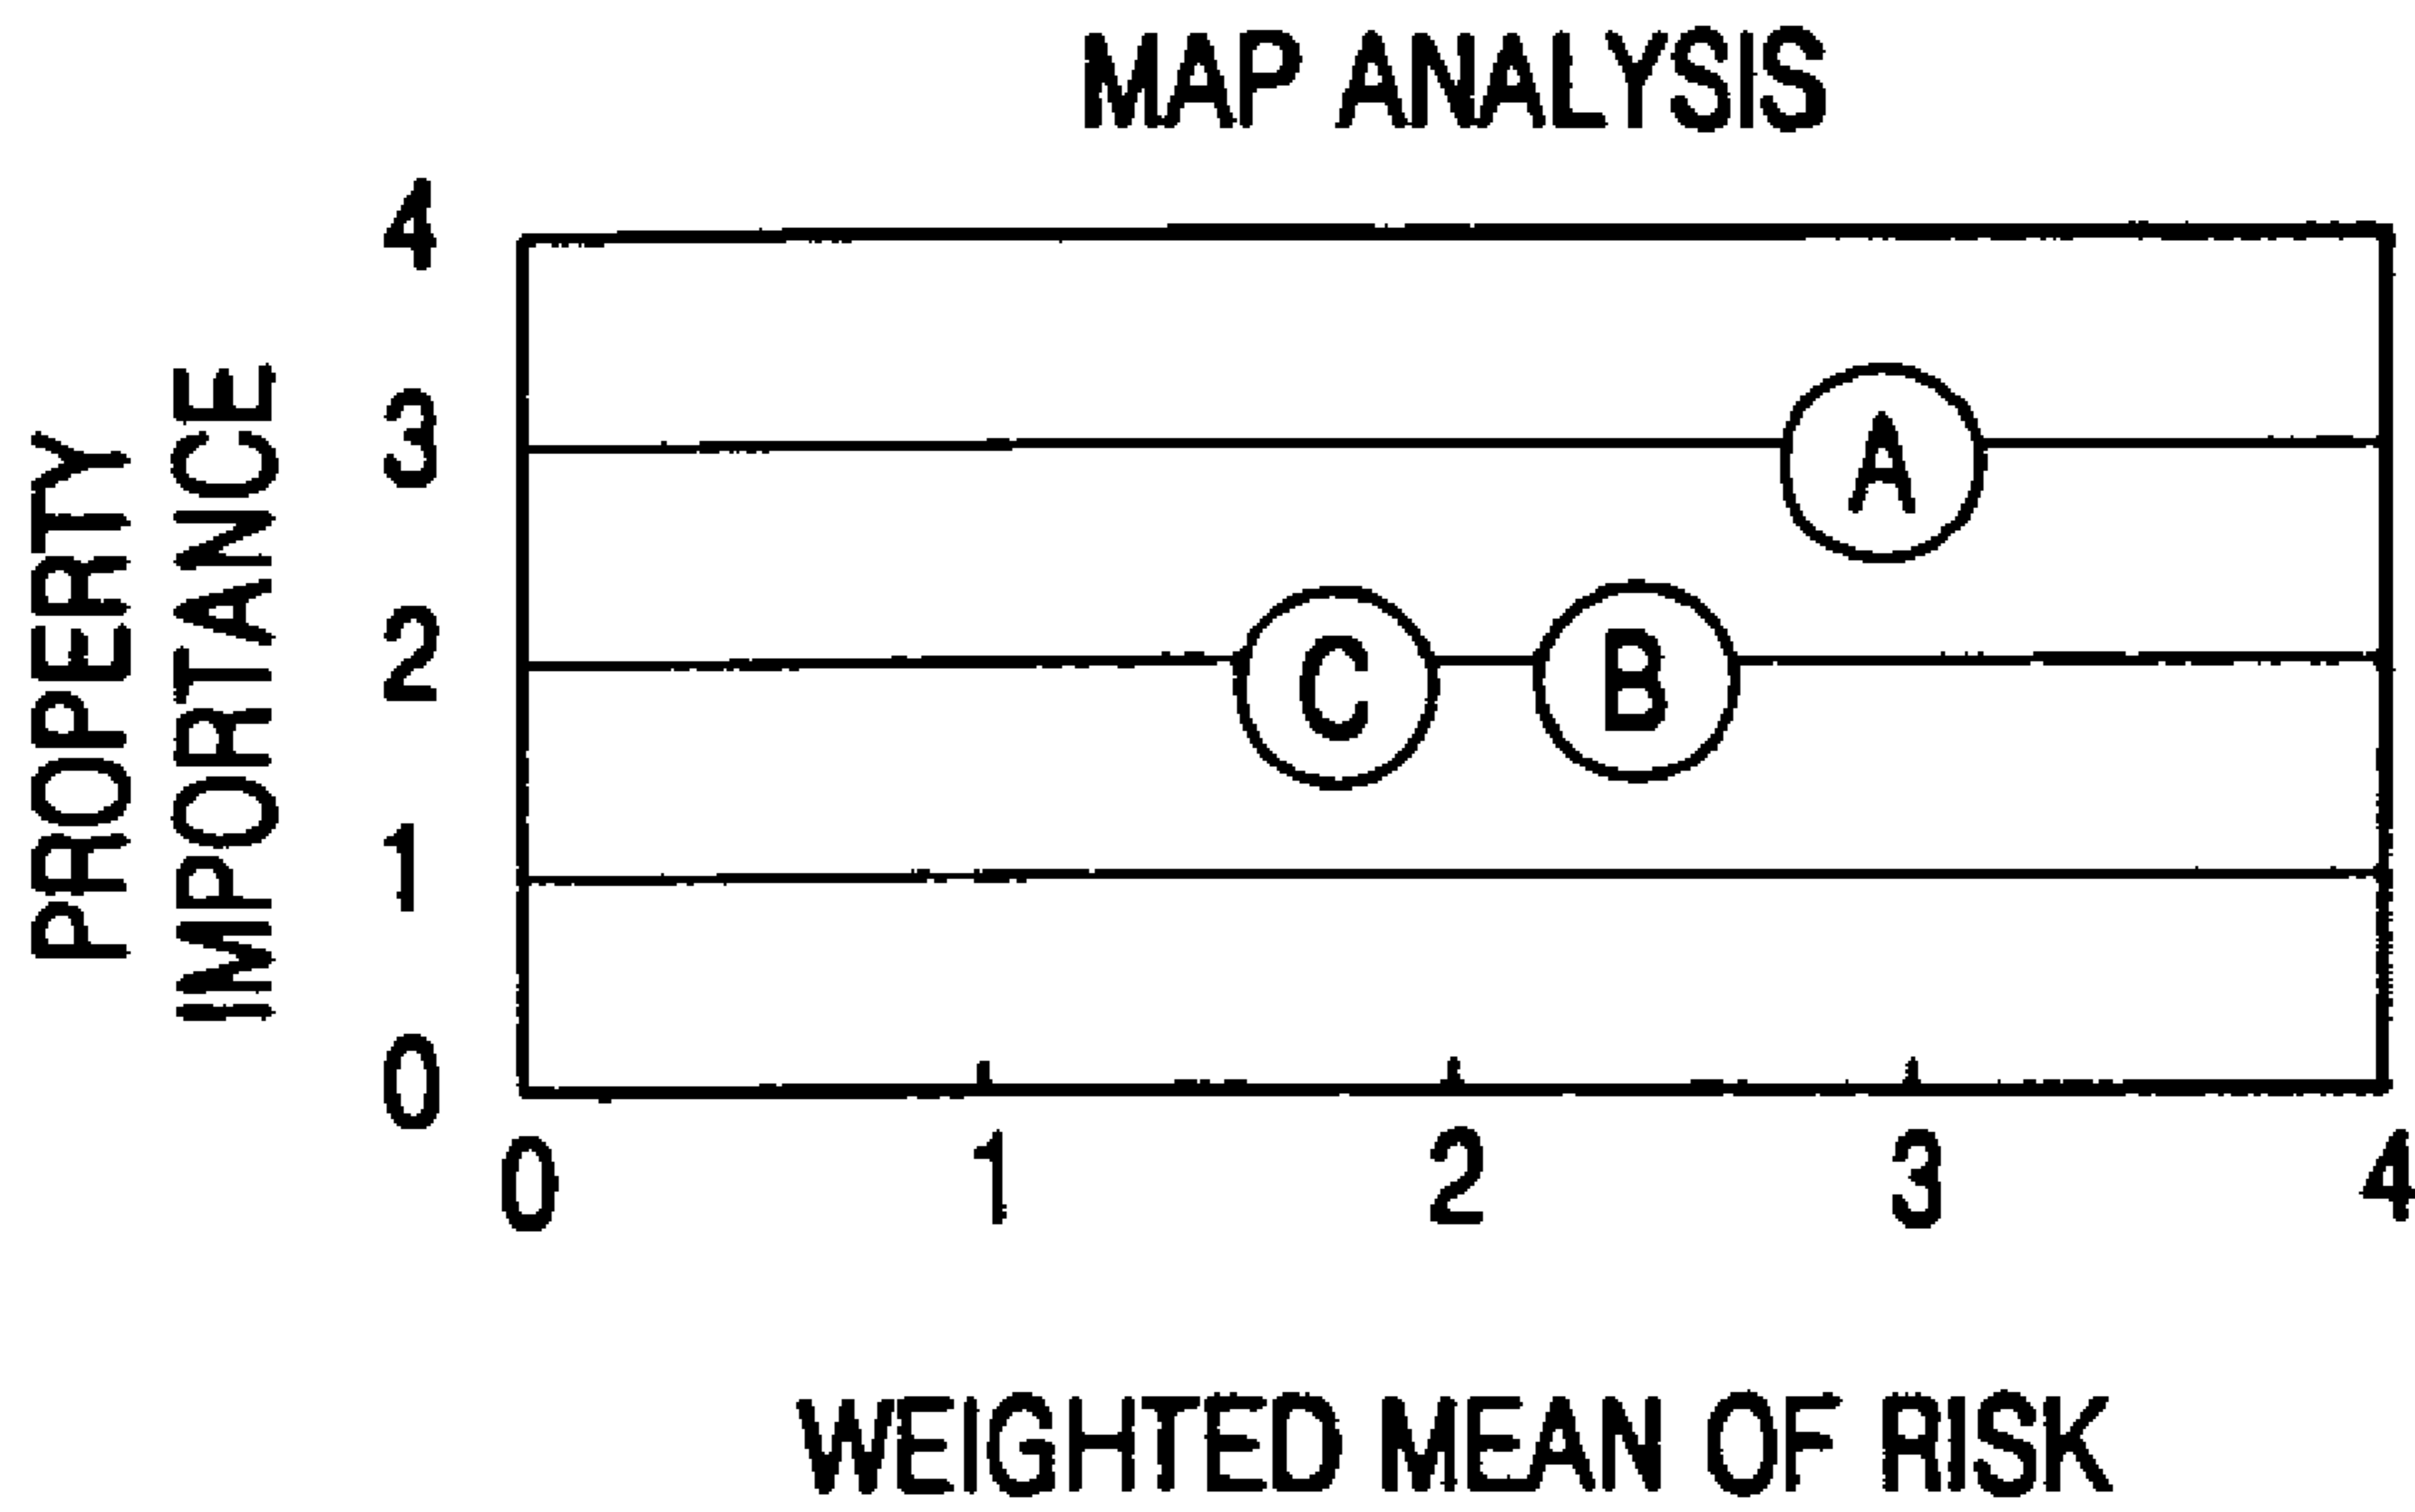 MAP ANALYSIS
PROPERTY
IMPORTANCE
4
3
2
1
0
A
C
B
0 1 2 3 4
WEIGHTED MEAN OF RISK